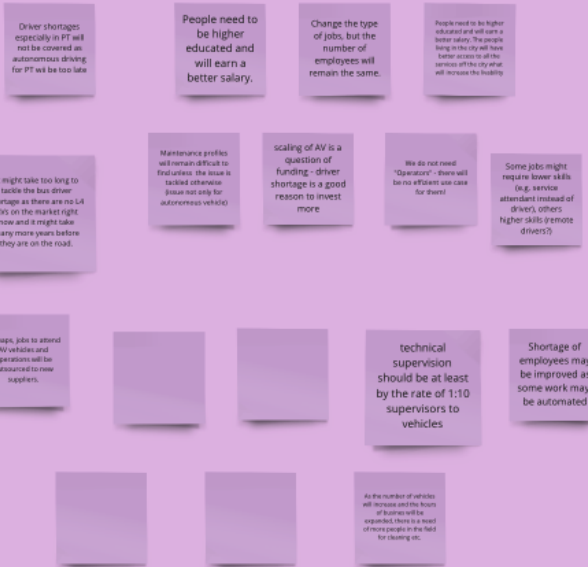 Driver shortages
especially in PT will
not be covered as
autonomous driving
for PT will be too late
People need to
be higher
educated and
will earn a
better salary.
Change the type
of jobs, but the
number of
employees will
remain the same.
People need to be higher
educated and will earn a
better salary. The people
living in the city will have
better access to all the
services off the city what
will increase the livability
might take too long to
tackle the bus driver
as there are no L4
on the market right
now and it might take
many more years before
they are on the road.
Maintenance profiles
will remain difficult to
find unless the issue is
tackled otherwise
(issue not only for
autonomous vehicle)
scaling of AV is a
question of
funding - driver
shortage is a good
reason to invest
more
We do not need
"Operators" - there will
be no effizient use case
for them!
Some jobs might
require lower skills
(e.g, service
attendant instead of
driver), others
higher skills (remote
drivers?)
jobs to attend
AV vehicles and
operations will be
outsourced to new
suppliers.
technical
supervision
should be at least
by the rate of 1:10
supervisors to
vehicles
Shortage of
employees may
be improved as
some work may
be automated
As the number of vehicles
will increase and the hours
of busines will be
expanded, there is a need
of more people in the field
for cleaning etc.